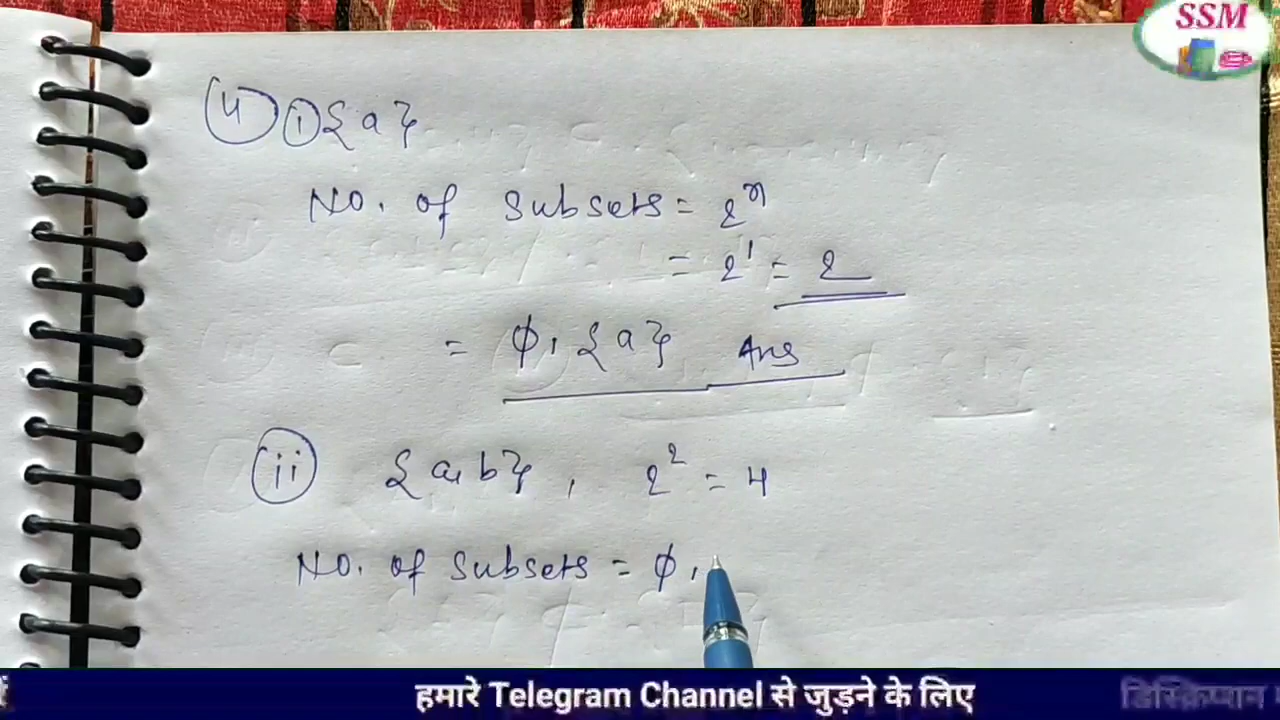 SSM
4 i {a}
No. of subsets = 2^n
= 2^1 = 2
= ϕ, {a} Ans
ii {a, b}, 2^2 = 4
No. of subsets = ϕ,
हमारे Telegram Channel से जुड़ने के लिए